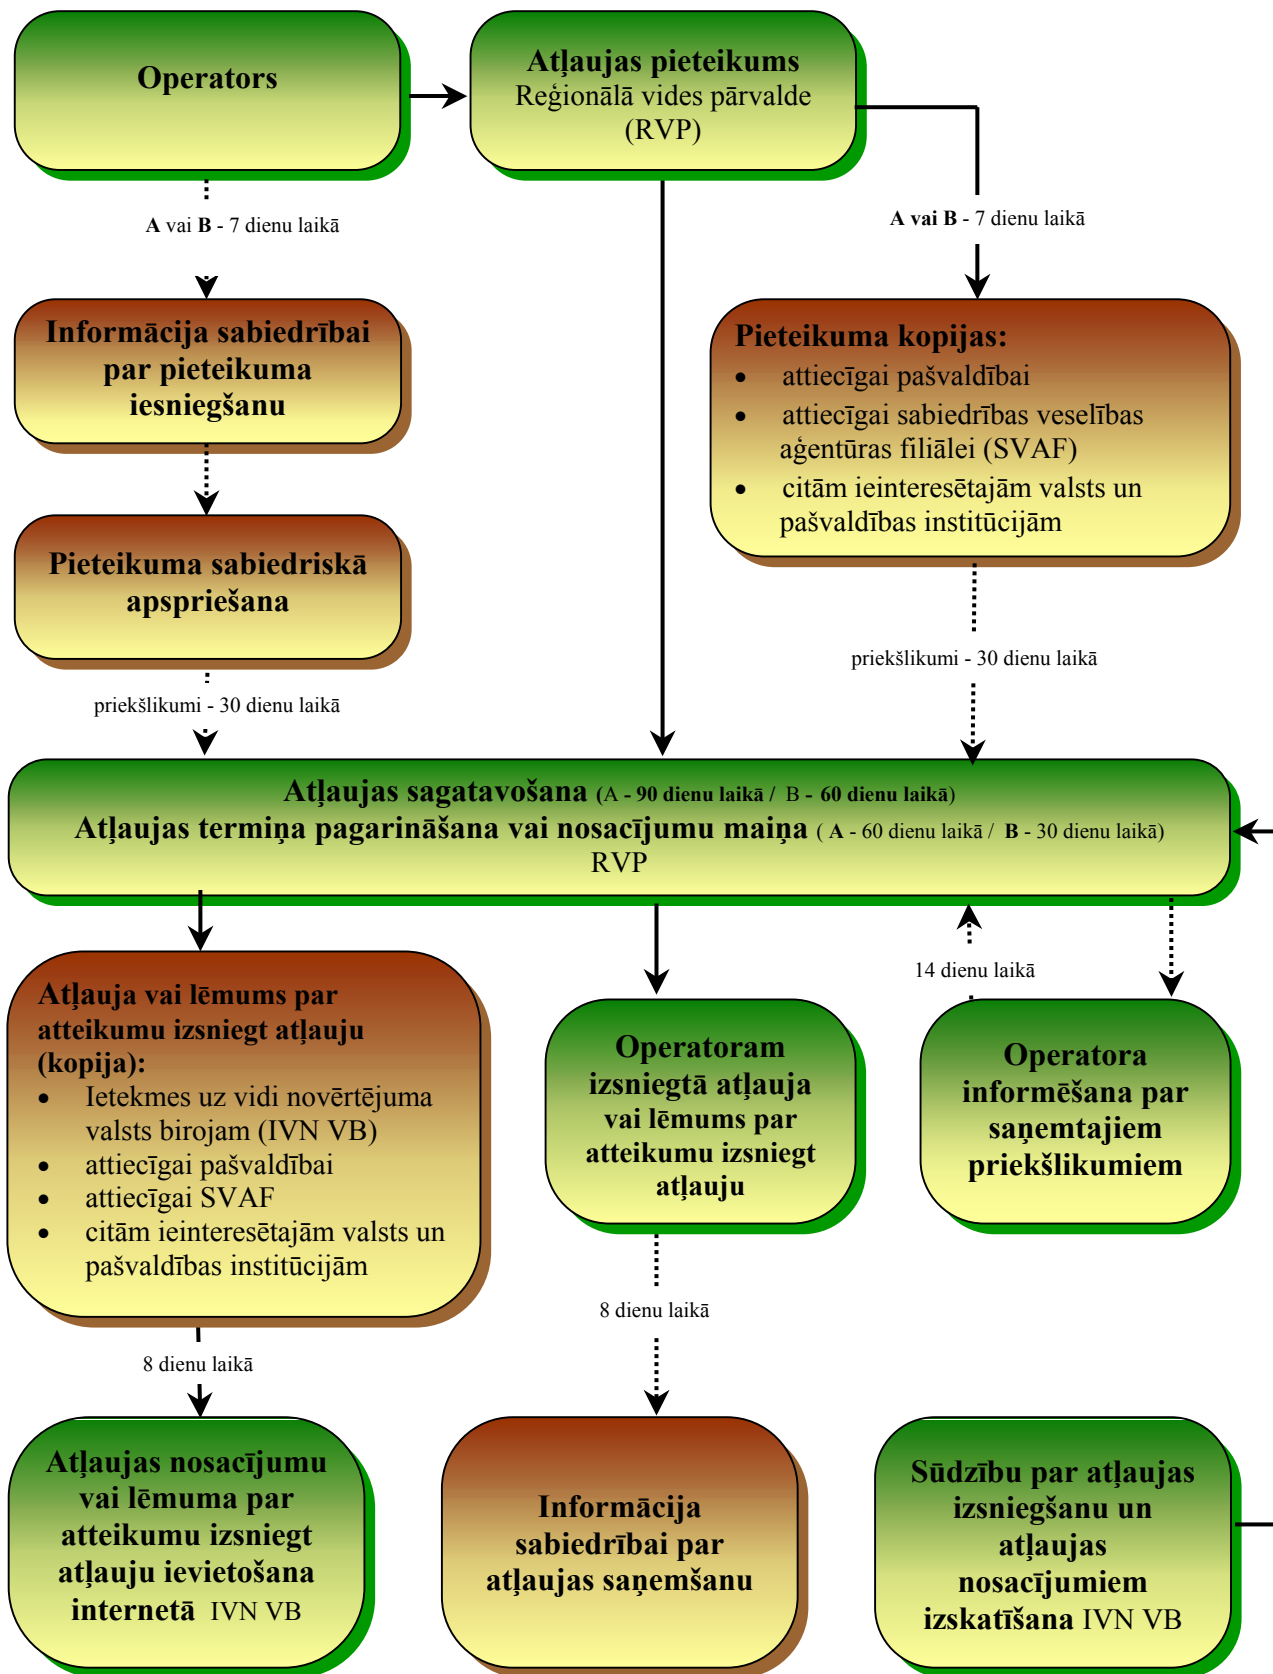 Operators
Atļaujas pieteikums
Reģionālā vides pārvalde
(RVP)
A vai B - 7 dienu laikā
A vai B - 7 dienu laikā
Informācija sabiedrībai
par pieteikuma
iesniegšanu
Pieteikuma kopijas:
• attiecīgai pašvaldībai
• attiecīgai sabiedrības veselības
aģentūras filiālei (SVAF)
• citām ieinteresētajām valsts un
pašvaldības institūcijām
Pieteikuma sabiedriskā
apspriešana
priekšlikumi - 30 dienu laikā
priekšlikumi - 30 dienu laikā
Atļaujas sagatavošana (A - 90 dienu laikā / B - 60 dienu laikā)
Atļaujas termiņa pagarināšana vai nosacījumu maiņa ( A - 60 dienu laikā / B - 30 dienu laikā)
RVP
14 dienu laikā
Atļauja vai lēmums par
atteikumu izsniegt atļauju
(kopija):
• Ietekmes uz vidi novērtējuma
valsts birojam (IVN VB)
• attiecīgai pašvaldībai
• attiecīgai SVAF
• citām ieinteresētajām valsts un
pašvaldības institūcijām
Operatoram
izsniegtā atļauja
vai lēmums par
atteikumu izsniegt
atļauju
Operatora
informēšana par
saņemtajiem
priekšlikumiem
8 dienu laikā
8 dienu laikā
Atļaujas nosacījumu
vai lēmuma par
atteikumu izsniegt
atļauju ievietošana
internetā IVN VB
Informācija
sabiedrībai par
atļaujas saņemšanu
Sūdzību par atļaujas
izsniegšanu un
atļaujas
nosacījumiem
izskatīšana IVN VB